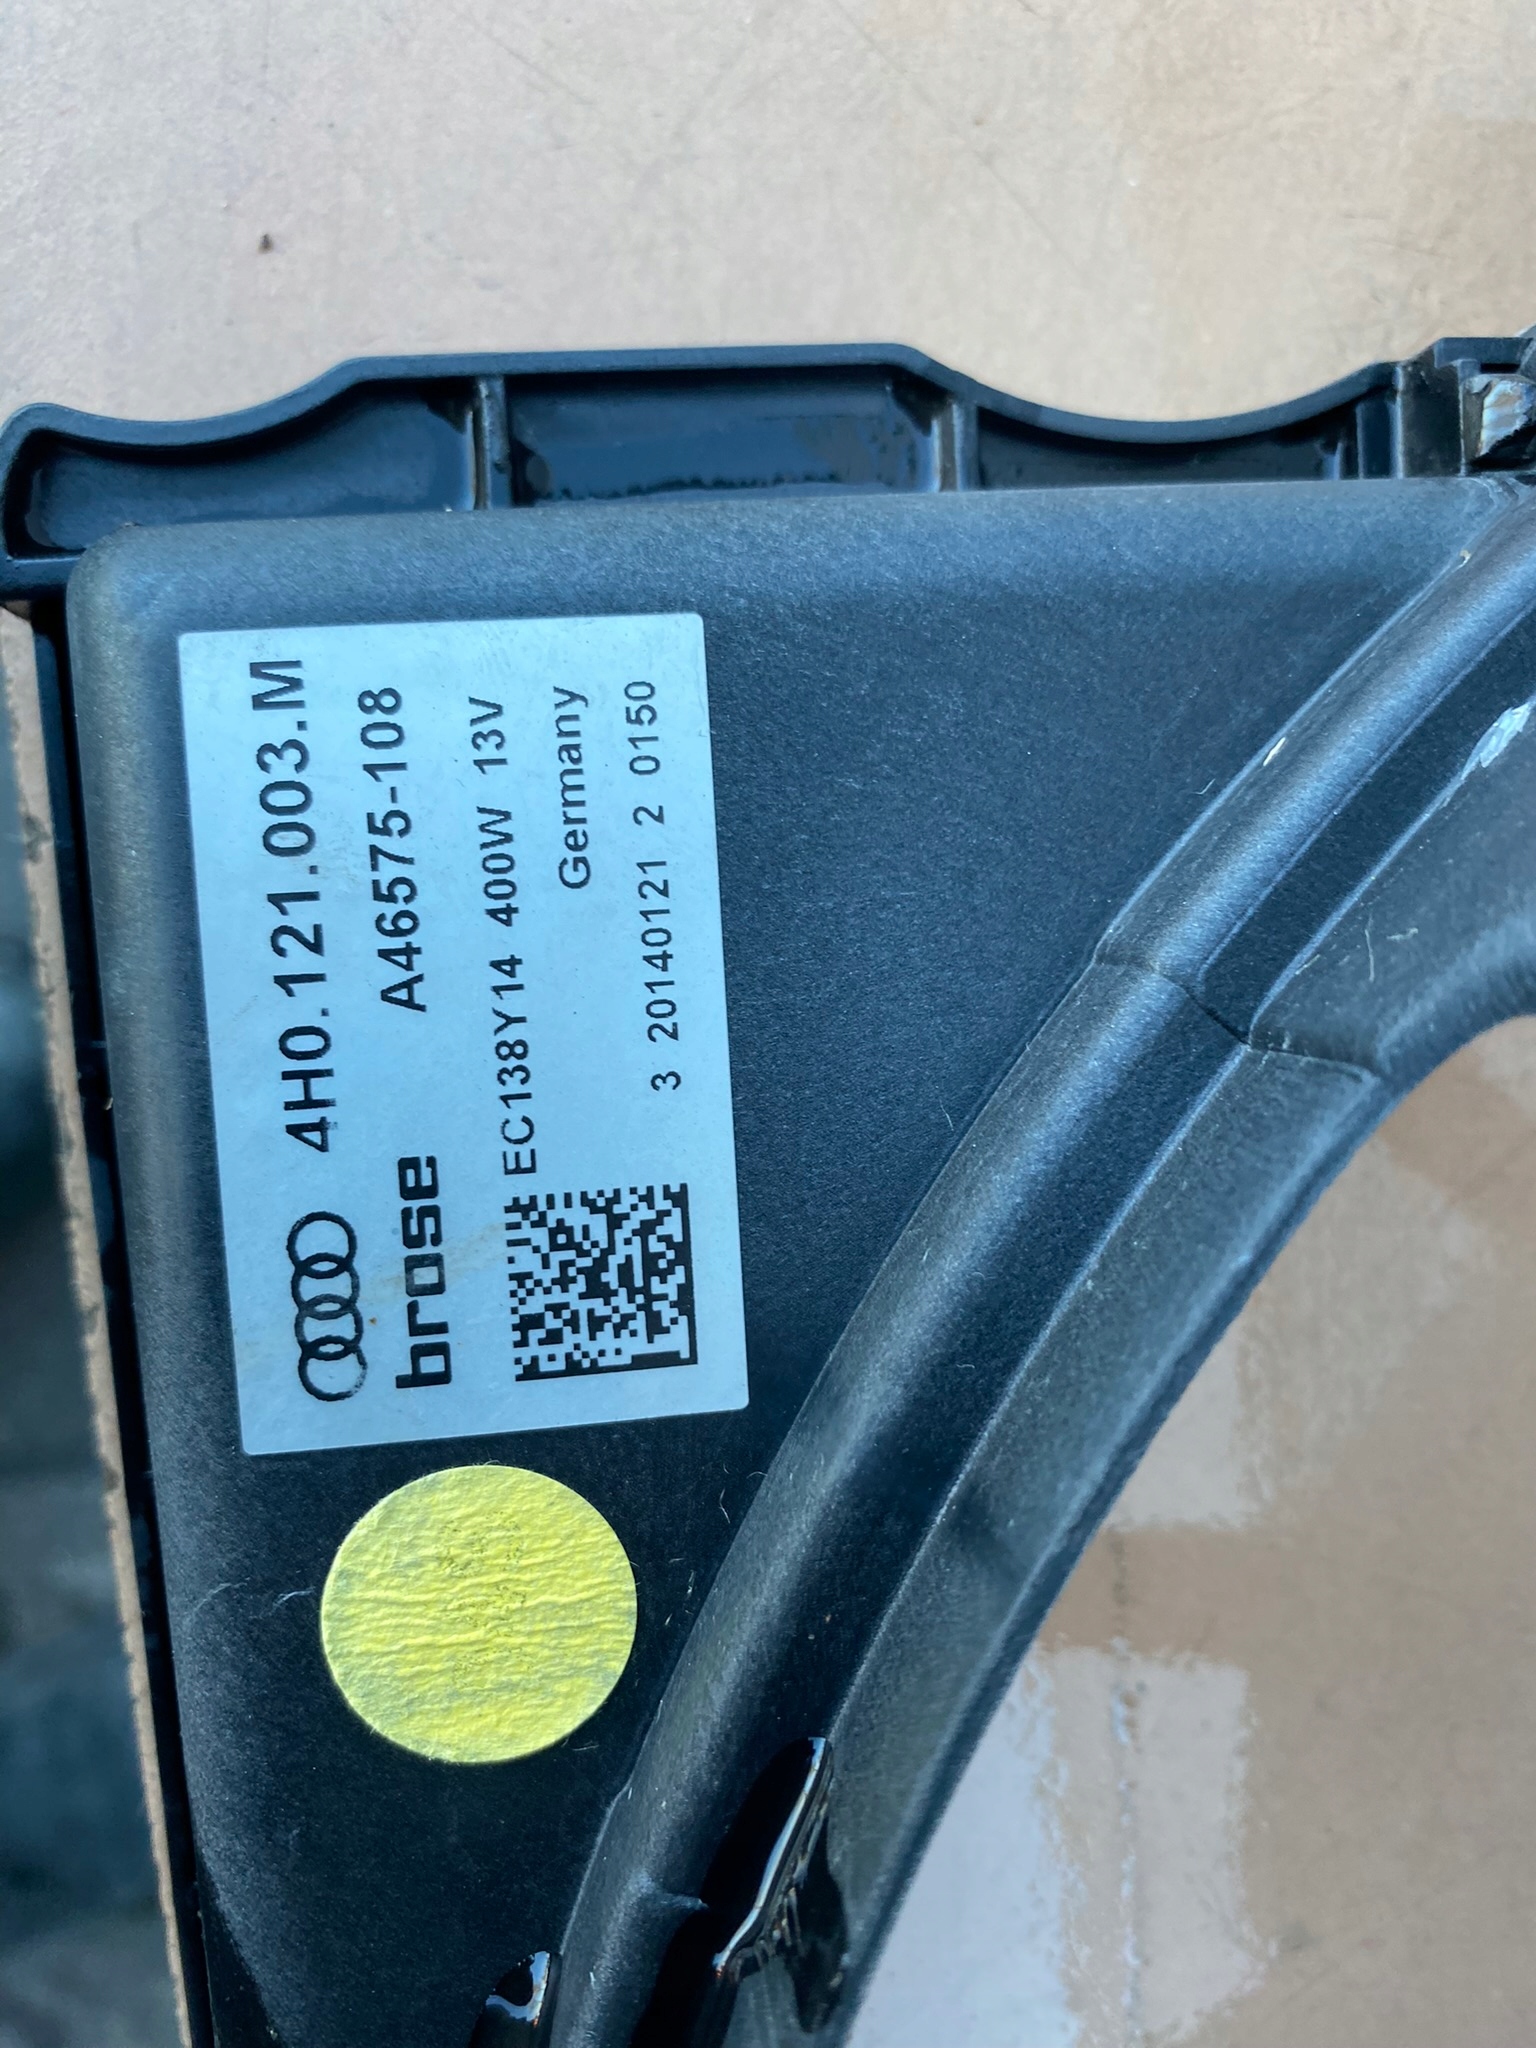 4H0.121.003.M
brose A46575-108
EC138Y14 400W 13V
Germany
3 20140121 2 0150